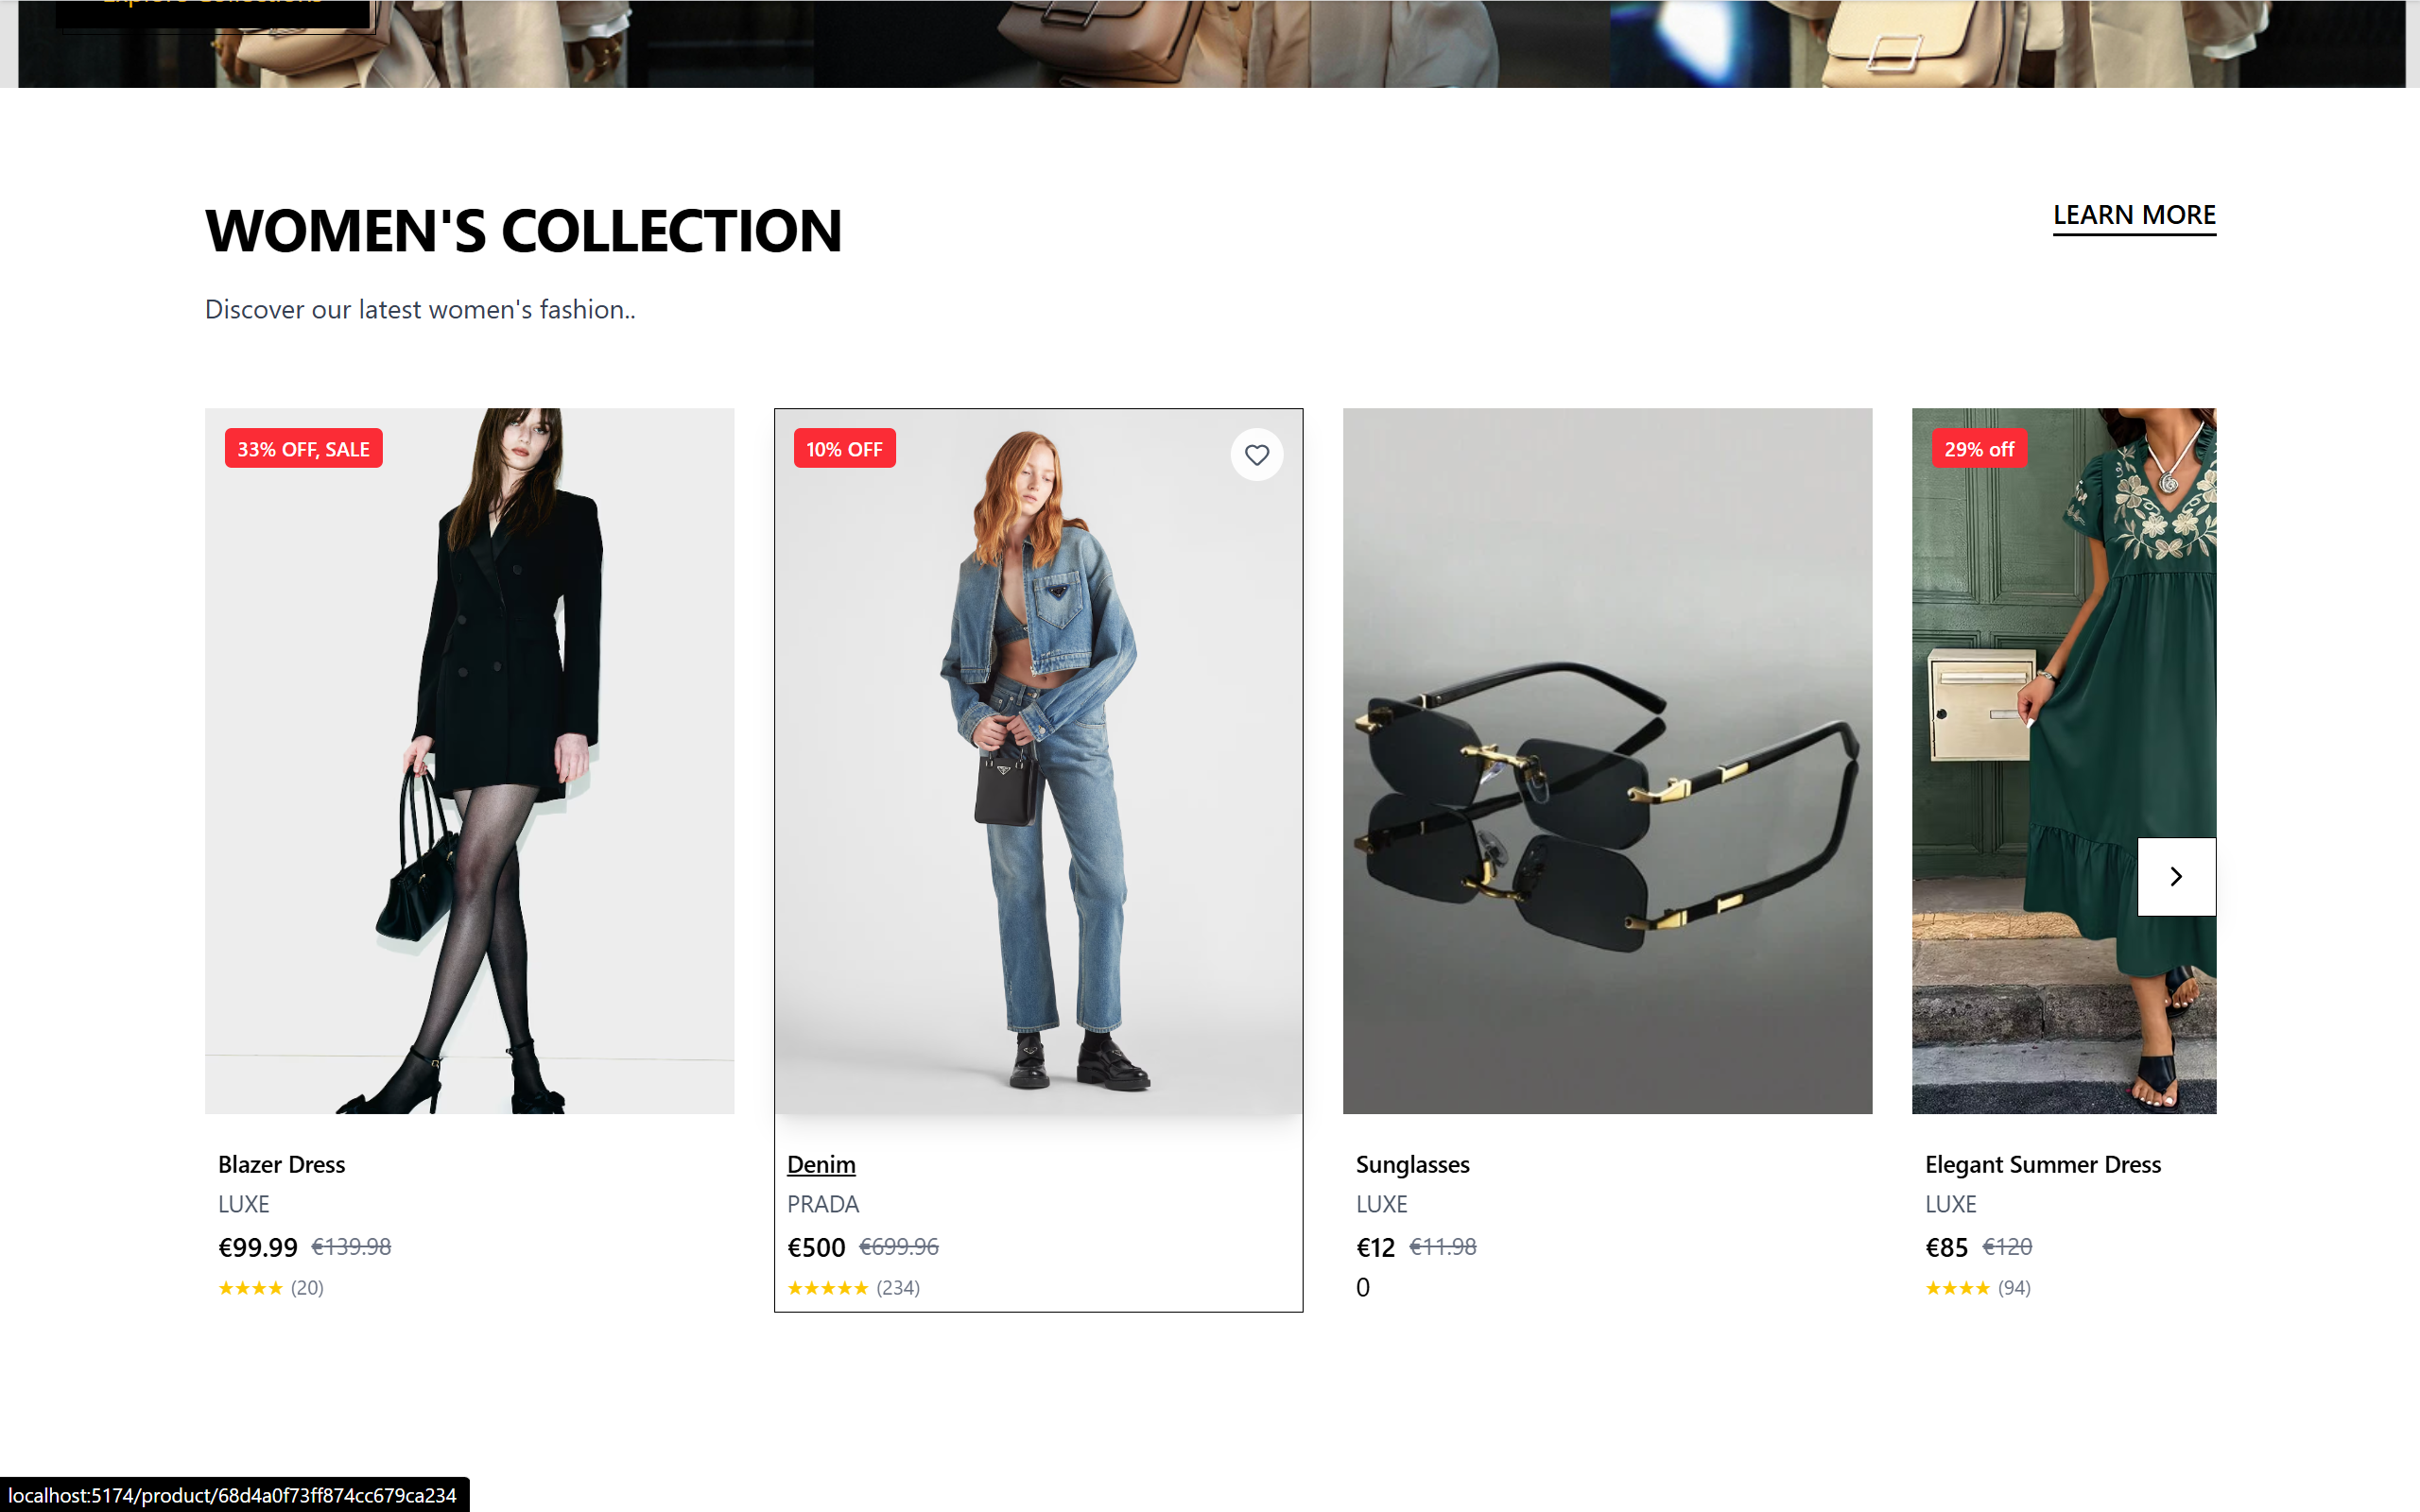 Explore Collections
WOMEN'S COLLECTION
LEARN MORE
Discover our latest women's fashion..
33% OFF, SALE
10% OFF
29% off
Blazer Dress
LUXE
€99.99 €139.98
★★★★ (20)
Denim
PRADA
€500 €699.96
★★★★★ (234)
Sunglasses
LUXE
€12 €11.98
0
Elegant Summer Dress
LUXE
€85 €120
★★★★ (94)
localhost:5174/product/68d4a0f73ff874cc679ca234